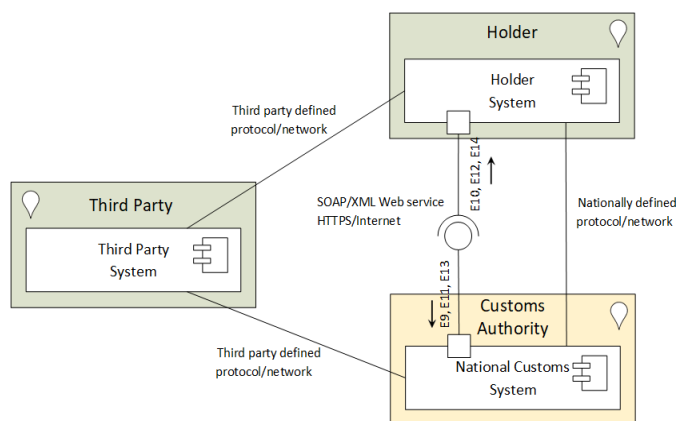 Holder
Holder
System
Third party defined
protocol/network
E10, E12, E14
SOAP/XML Web service
HTTPS/Internet
Nationally defined
protocol/network
Third Party
Third Party
System
E9, E11, E13
Customs
Authority
Third party defined
protocol/network
National Customs
System